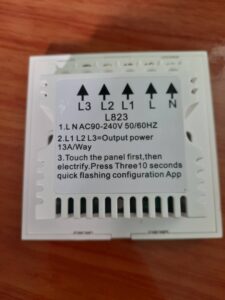 L3 L2 L1 L N
L823
1.L N AC90-240V 50/60HZ
2.L1 L2 L3=Output power
13A/Way
3.Touch the panel first,then
electrify.Press Three10 seconds
quick flashing configuration App